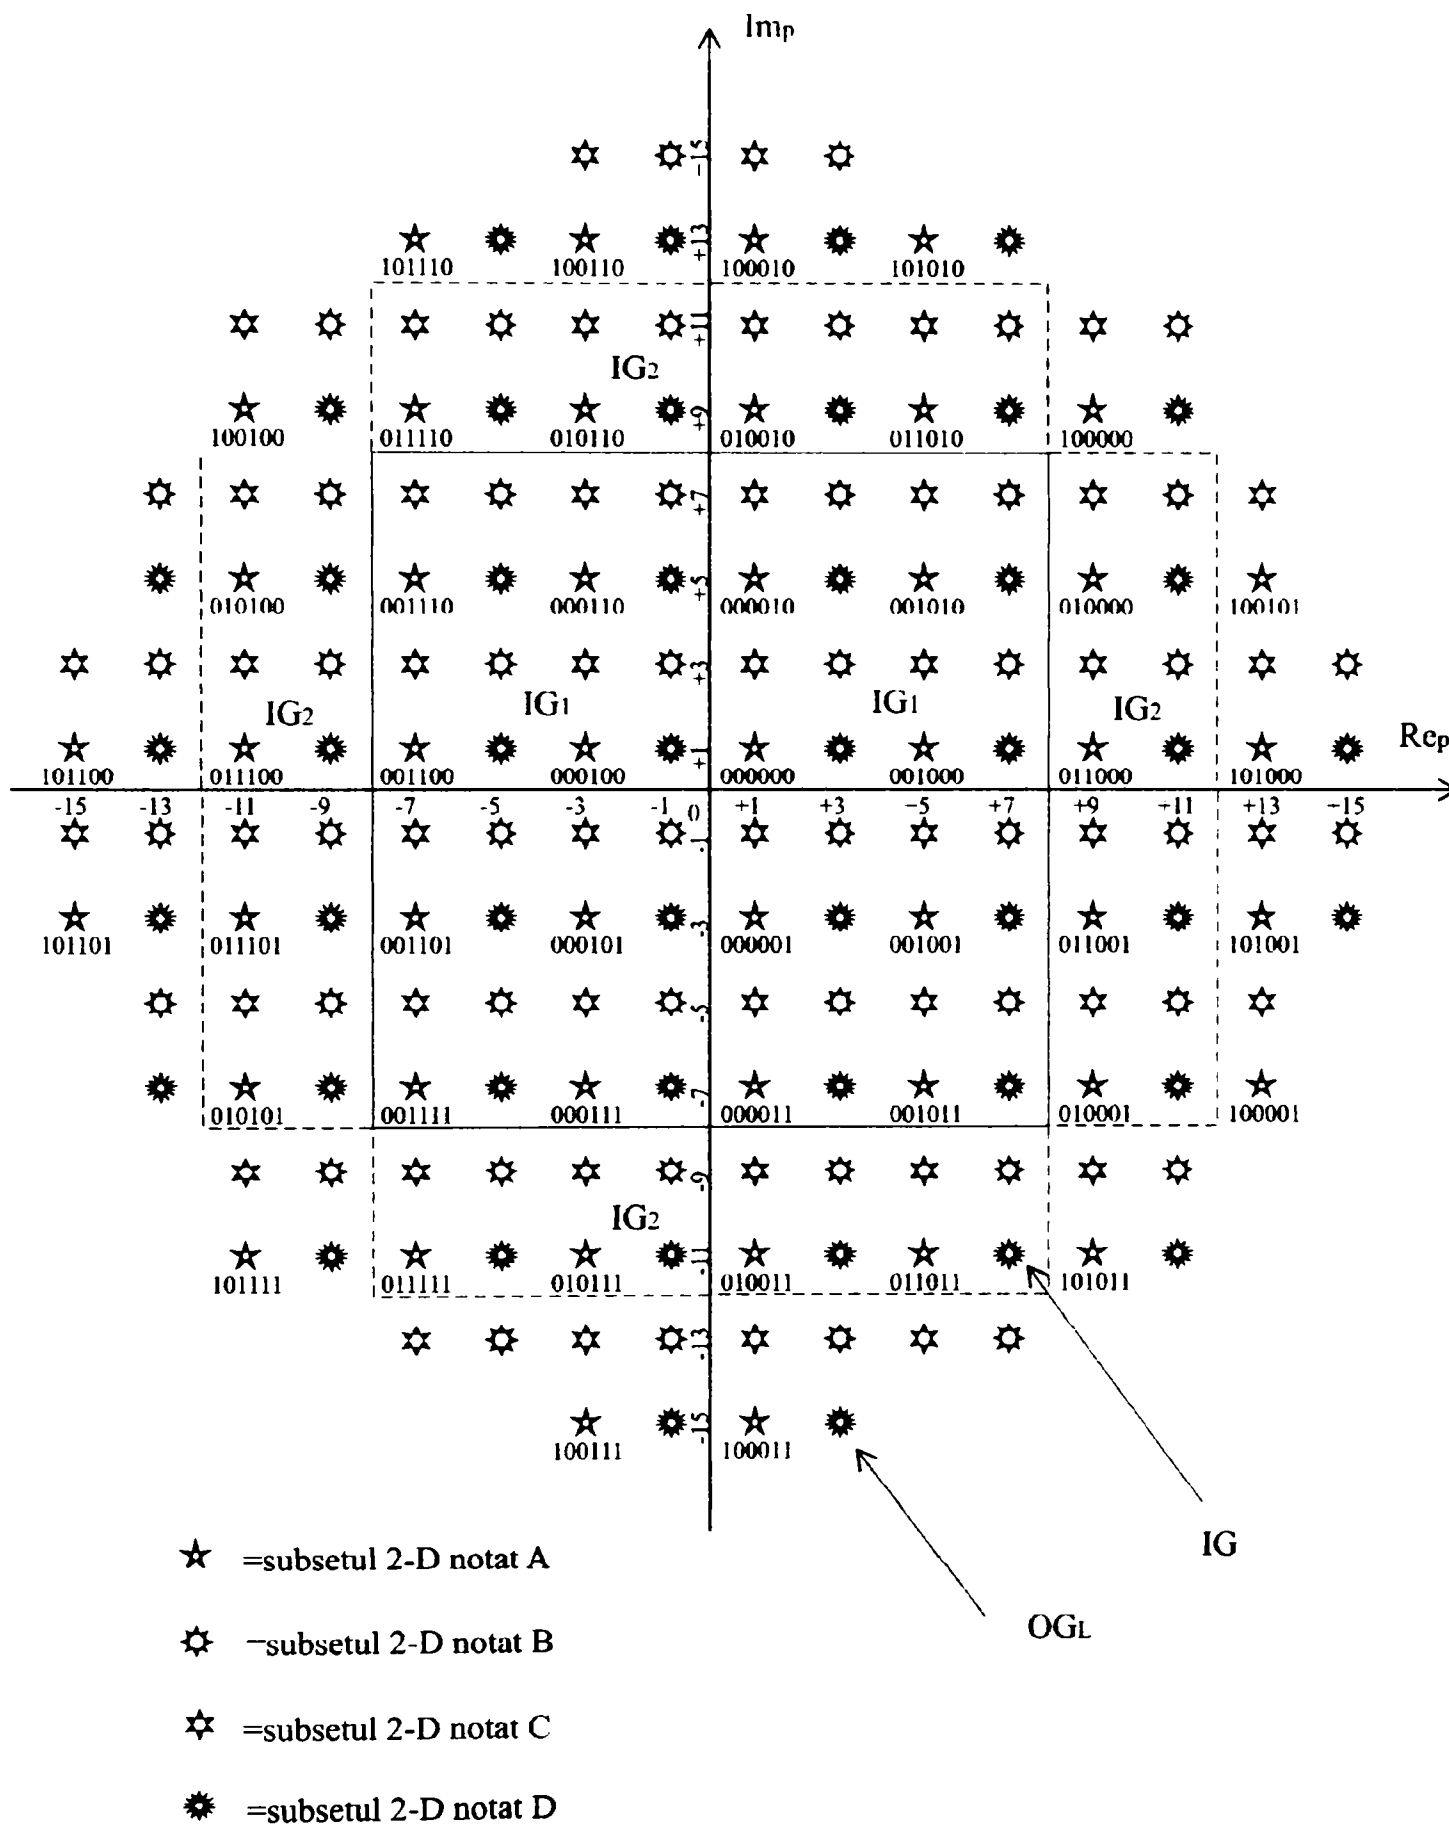 Imp
−15
+13
101110 100110 100010 101010
+11
IG2
+9
100100 011110 010110 010010 011010 100000
+7
+5
010100 001110 000110 000010 001010 010000 100101
+3
IG2 IG1 IG1 IG2
+1
Rep
101100 011100 001100 000100 000000 001000 011000 101000
-15 -13 -11 -9 -7 -5 -3 -1 0 +1 +3 −5 +7 +9 +11 +13 −15
-1
-3
101101 011101 001101 000101 000001 001001 011001 101001
-5
-7
010101 001111 000111 000011 001011 010001 100001
-9
IG2
-11
101111 011111 010111 010011 011011 101011
-13
-15
100111 100011
IG
=subsetul 2-D notat A
OGL
−subsetul 2-D notat B
=subsetul 2-D notat C
=subsetul 2-D notat D